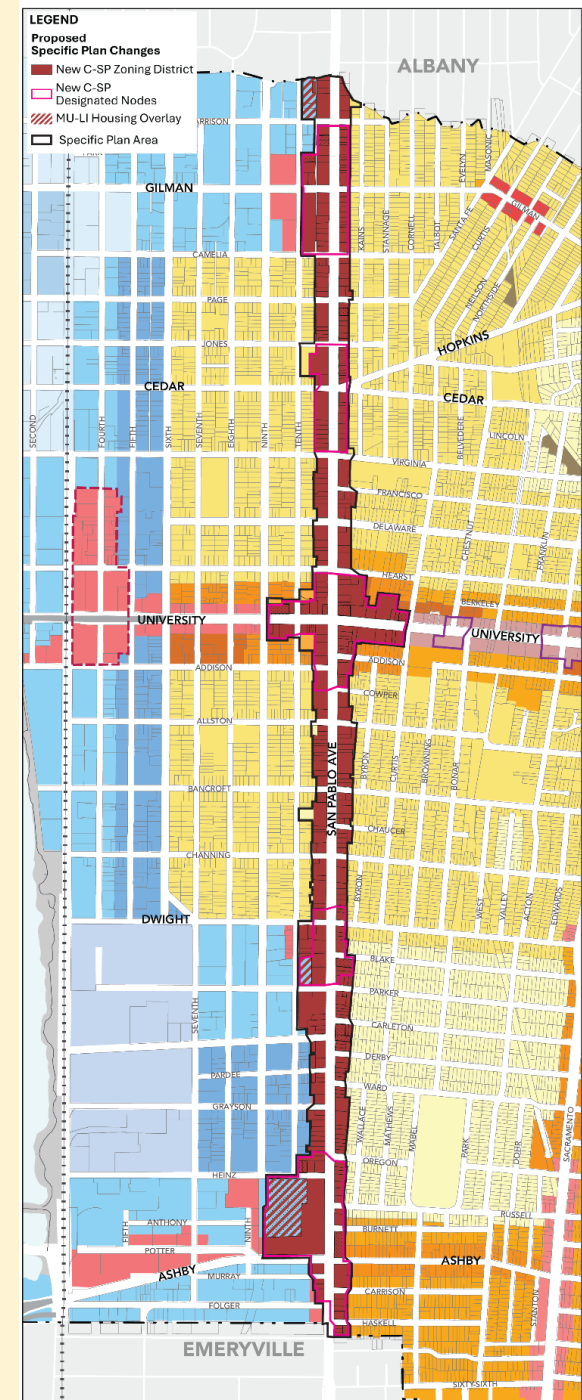 LEGEND
Proposed
Specific Plan Changes
New C-SP Zoning District
New C-SP
Designated Nodes
MU-LI Housing Overlay
Specific Plan Area
ALBANY
GILMAN
CAMELIA
PAGE
JONES
CEDAR
SECOND
FOURTH
FIFTH
SIXTH
SEVENTH
EIGHTH
NINTH
TENTH
KAINS
STANNAGE
CORNELL
TALBOT
EVELYN
MASONIC
SANTA FE
CURTIS
GILMAN
NEILSON
NORTHSIDE
HOPKINS
CEDAR
BELVEDERE
LINCOLN
VIRGINIA
FRANCISCO
DELAWARE
CHESTNUT
FRANKLIN
HEARST
BERKELEY
UNIVERSITY
UNIVERSITY
ADDISON
ADDISON
COWPER
ALLSTON
SAN PABLO AVE
BYRON
CURTIS
BROWNING
BONAR
BANCROFT
CHAUCER
CHANNING
BYRON
WEST
VALLEY
ACTON
EDWARDS
DWIGHT
BLAKE
PARKER
SEVENTH
CARLETON
DERBY
PARDEE
WARD
GRAYSON
WALLACE
MATHEWS
MABEL
PARK
DOHR
SACRAMENTO
OREGON
HEINZ
RUSSELL
FIFTH
ANTHONY
NINTH
BURNETT
POTTER
ASHBY
ASHBY
MURRAY
CARRISON
STANTON
FOLGER
HASKELL
EMERYVILLE
SIXTY-SIXTH